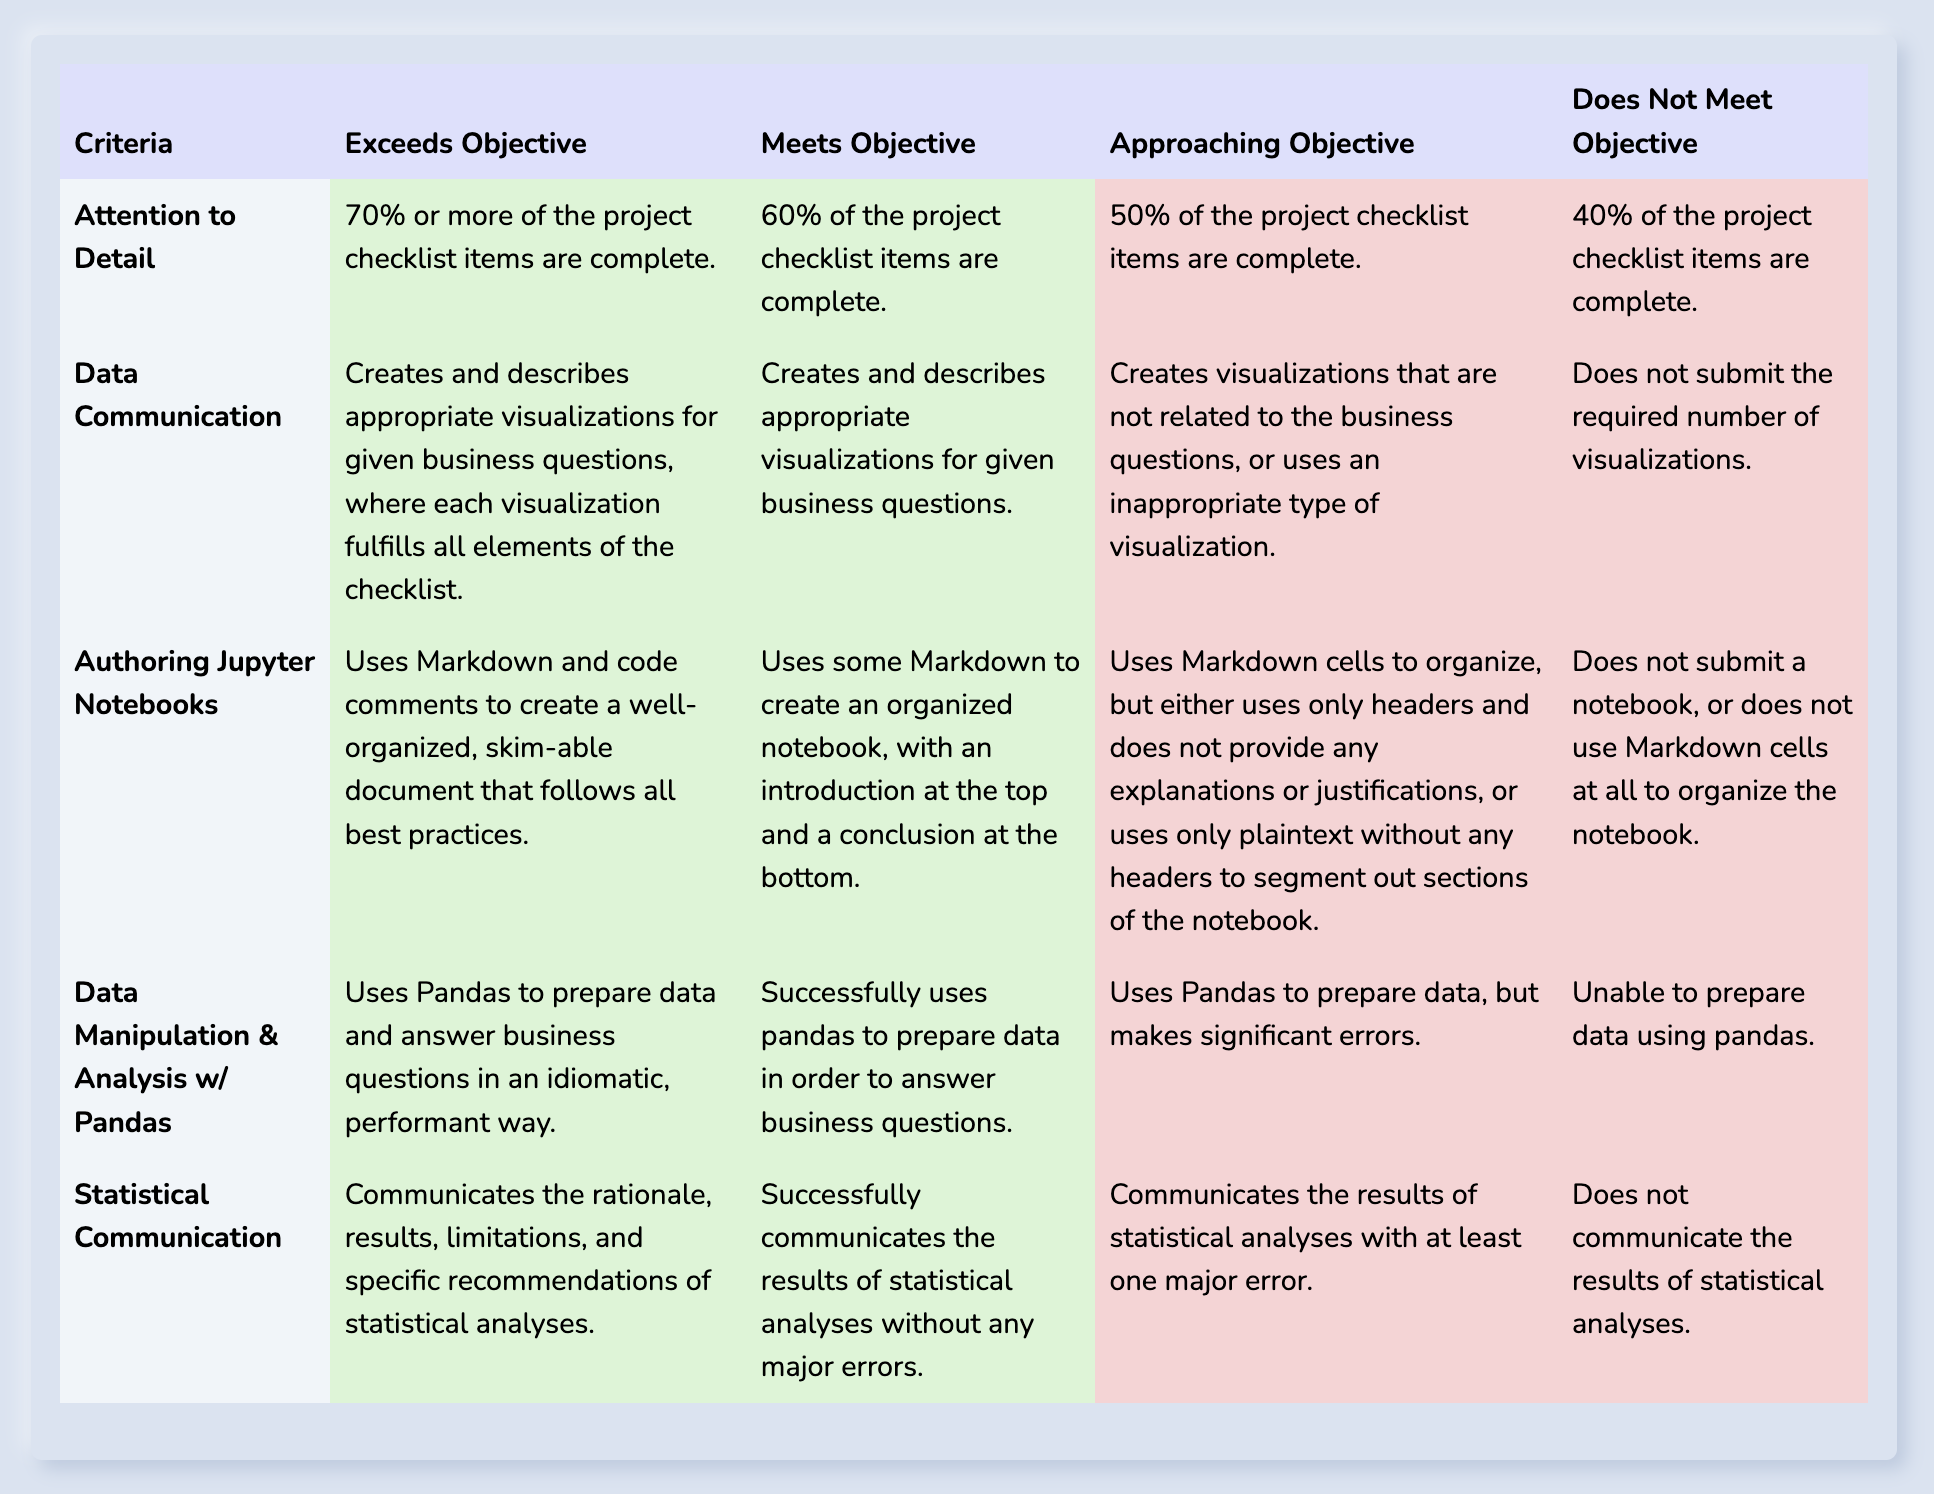 Criteria
Exceeds Objective
Meets Objective
Approaching Objective
Does Not Meet
Objective
Attention to
Detail
70% or more of the project
checklist items are complete.
60% of the project
checklist items are
complete.
50% of the project checklist
items are complete.
40% of the project
checklist items are
complete.
Data
Communication
Creates and describes
appropriate visualizations for
given business questions,
where each visualization
fulfills all elements of the
checklist.
Creates and describes
appropriate
visualizations for given
business questions.
Creates visualizations that are
not related to the business
questions, or uses an
inappropriate type of
visualization.
Does not submit the
required number of
visualizations.
Authoring Jupyter
Notebooks
Uses Markdown and code
comments to create a well-
organized, skim-able
document that follows all
best practices.
Uses some Markdown to
create an organized
notebook, with an
introduction at the top
and a conclusion at the
bottom.
Uses Markdown cells to organize,
but either uses only headers and
does not provide any
explanations or justifications, or
uses only plaintext without any
headers to segment out sections
of the notebook.
Does not submit a
notebook, or does not
use Markdown cells
at all to organize the
notebook.
Data
Manipulation &
Analysis w/
Pandas
Uses Pandas to prepare data
and answer business
questions in an idiomatic,
performant way.
Successfully uses
pandas to prepare data
in order to answer
business questions.
Uses Pandas to prepare data, but
makes significant errors.
Unable to prepare
data using pandas.
Statistical
Communication
Communicates the rationale,
results, limitations, and
specific recommendations of
statistical analyses.
Successfully
communicates the
results of statistical
analyses without any
major errors.
Communicates the results of
statistical analyses with at least
one major error.
Does not
communicate the
results of statistical
analyses.